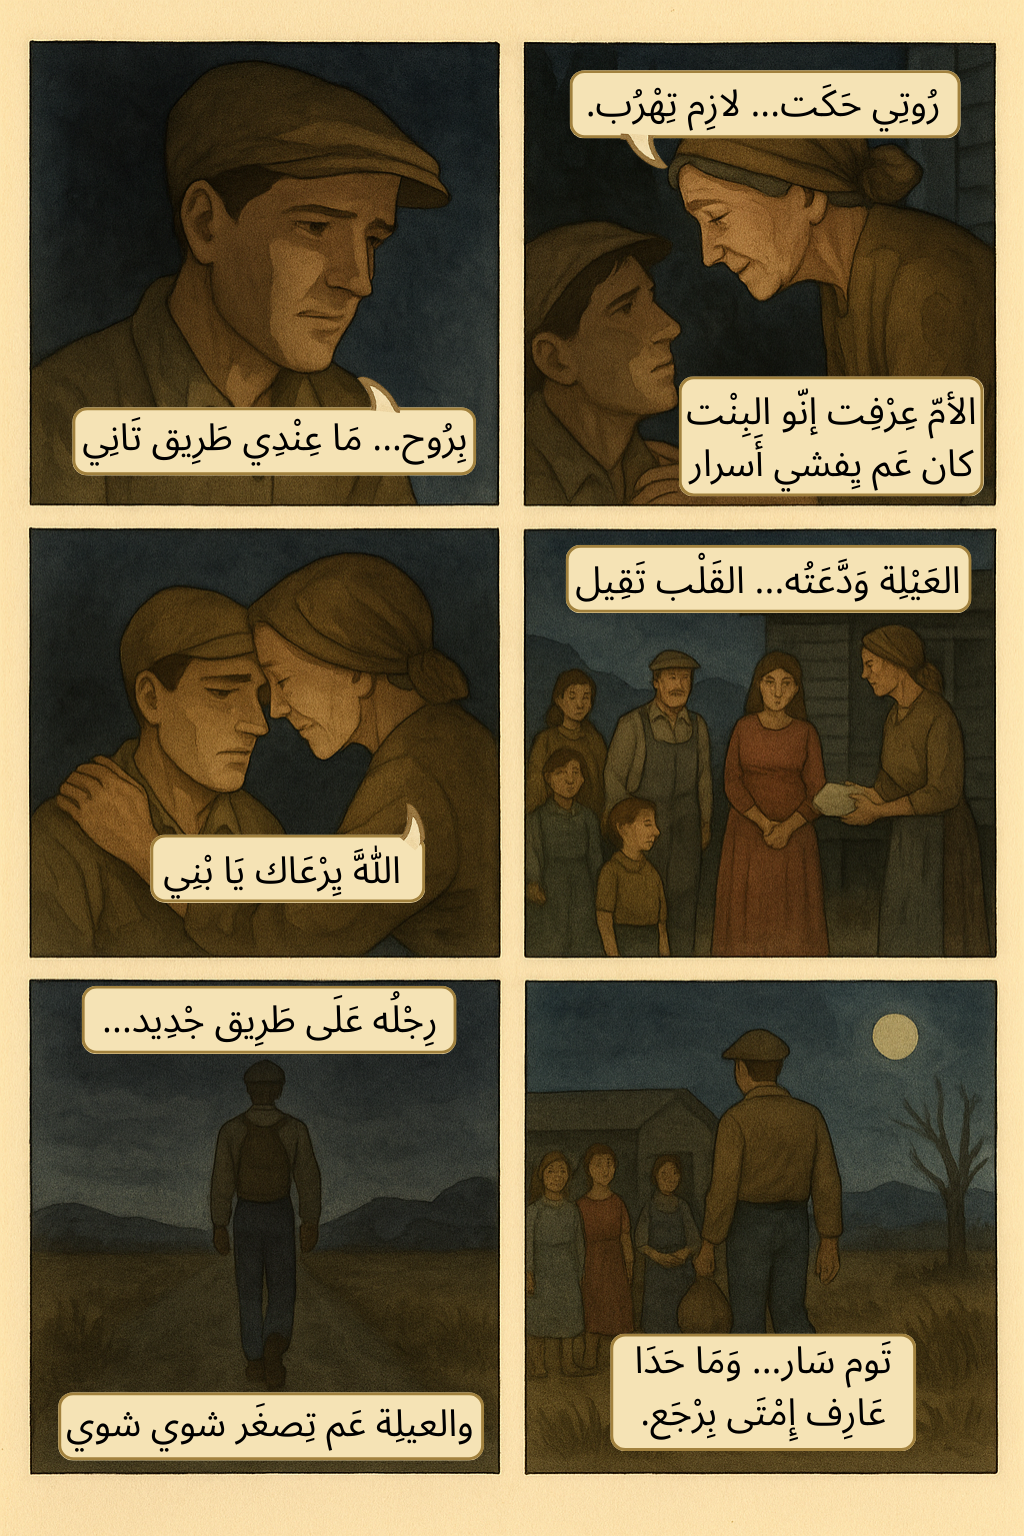 رُوتِي حَكَت... لازِم تِهْرُب.
الأمّ عِرْفِت إنّو البِنْت
كان عَم يِفشي أَسرار
بِرُوح... مَا عِنْدِي طَرِيق تَانِي
العَيْلِة وَدَّعَتُه... القَلْب تَقِيل
اللّٰهَّ يِرْعَاك يَا بْنِي
رِجْلُه عَلَى طَرِيق جْدِيد...
والعيلِة عَم تِصغَر شوي شوي
تَوم سَار... وَمَا حَدَا
عَارِف إِمْتَى بِرْجَع.